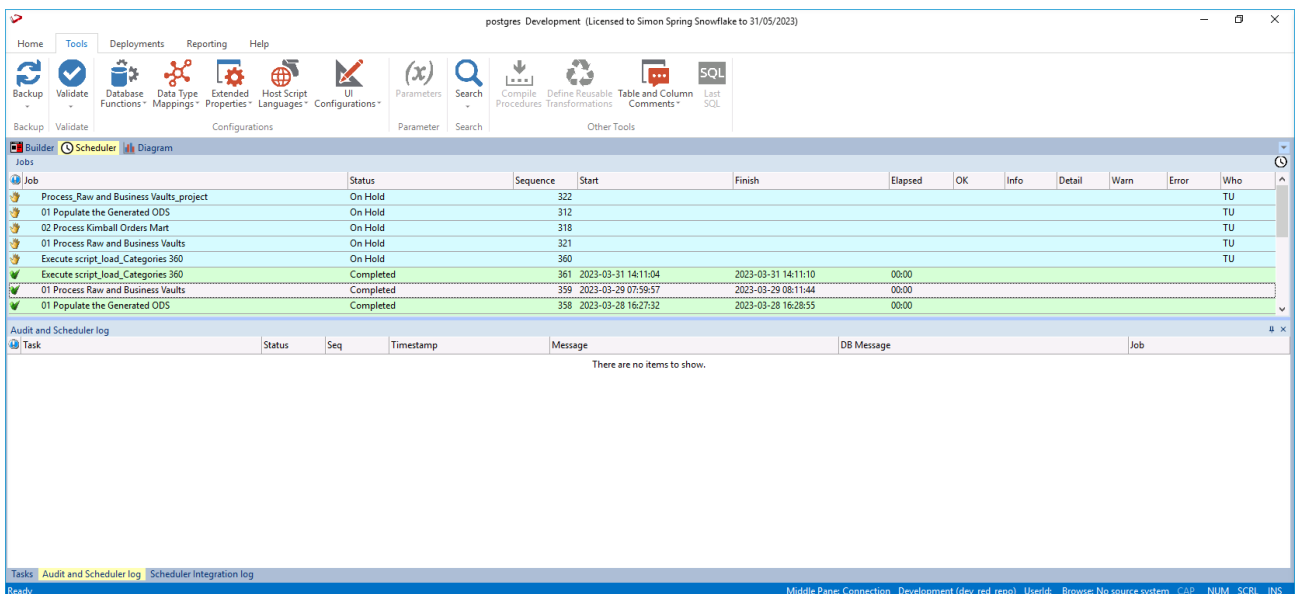 postgres Development (Licensed to Simon Spring Snowflake to 31/05/2023)
Home Tools Deployments Reporting Help
Backup Validate Database Functions Data Type Mappings Extended Properties Host Script Languages UI Configurations Parameters Search Compile Procedures Define Reusable Transformations Table and Column Comments Last SQL
(x) SQL
Backup Validate Configurations Parameter Search Other Tools
Builder Scheduler Diagram
Jobs
Job Status Sequence Start Finish Elapsed OK Info Detail Warn Error Who
Process_Raw and Business Vaults_project On Hold 322 TU
01 Populate the Generated ODS On Hold 312 TU
02 Process Kimball Orders Mart On Hold 318 TU
01 Process Raw and Business Vaults On Hold 321 TU
Execute script_load_Categories 360 On Hold 360 TU
Execute script_load_Categories 360 Completed 361 2023-03-31 14:11:04 2023-03-31 14:11:10 00:00
01 Process Raw and Business Vaults Completed 359 2023-03-29 07:59:57 2023-03-29 08:11:44 00:00
01 Populate the Generated ODS Completed 358 2023-03-28 16:27:32 2023-03-28 16:28:55 00:00
Audit and Scheduler log
Task Status Seq Timestamp Message DB Message Job
There are no items to show.
Tasks Audit and Scheduler log Scheduler Integration log
Ready Middle Pane: Connection Development (dev_red_repo) UserId: Browse: No source system CAP NUM SCRL INS